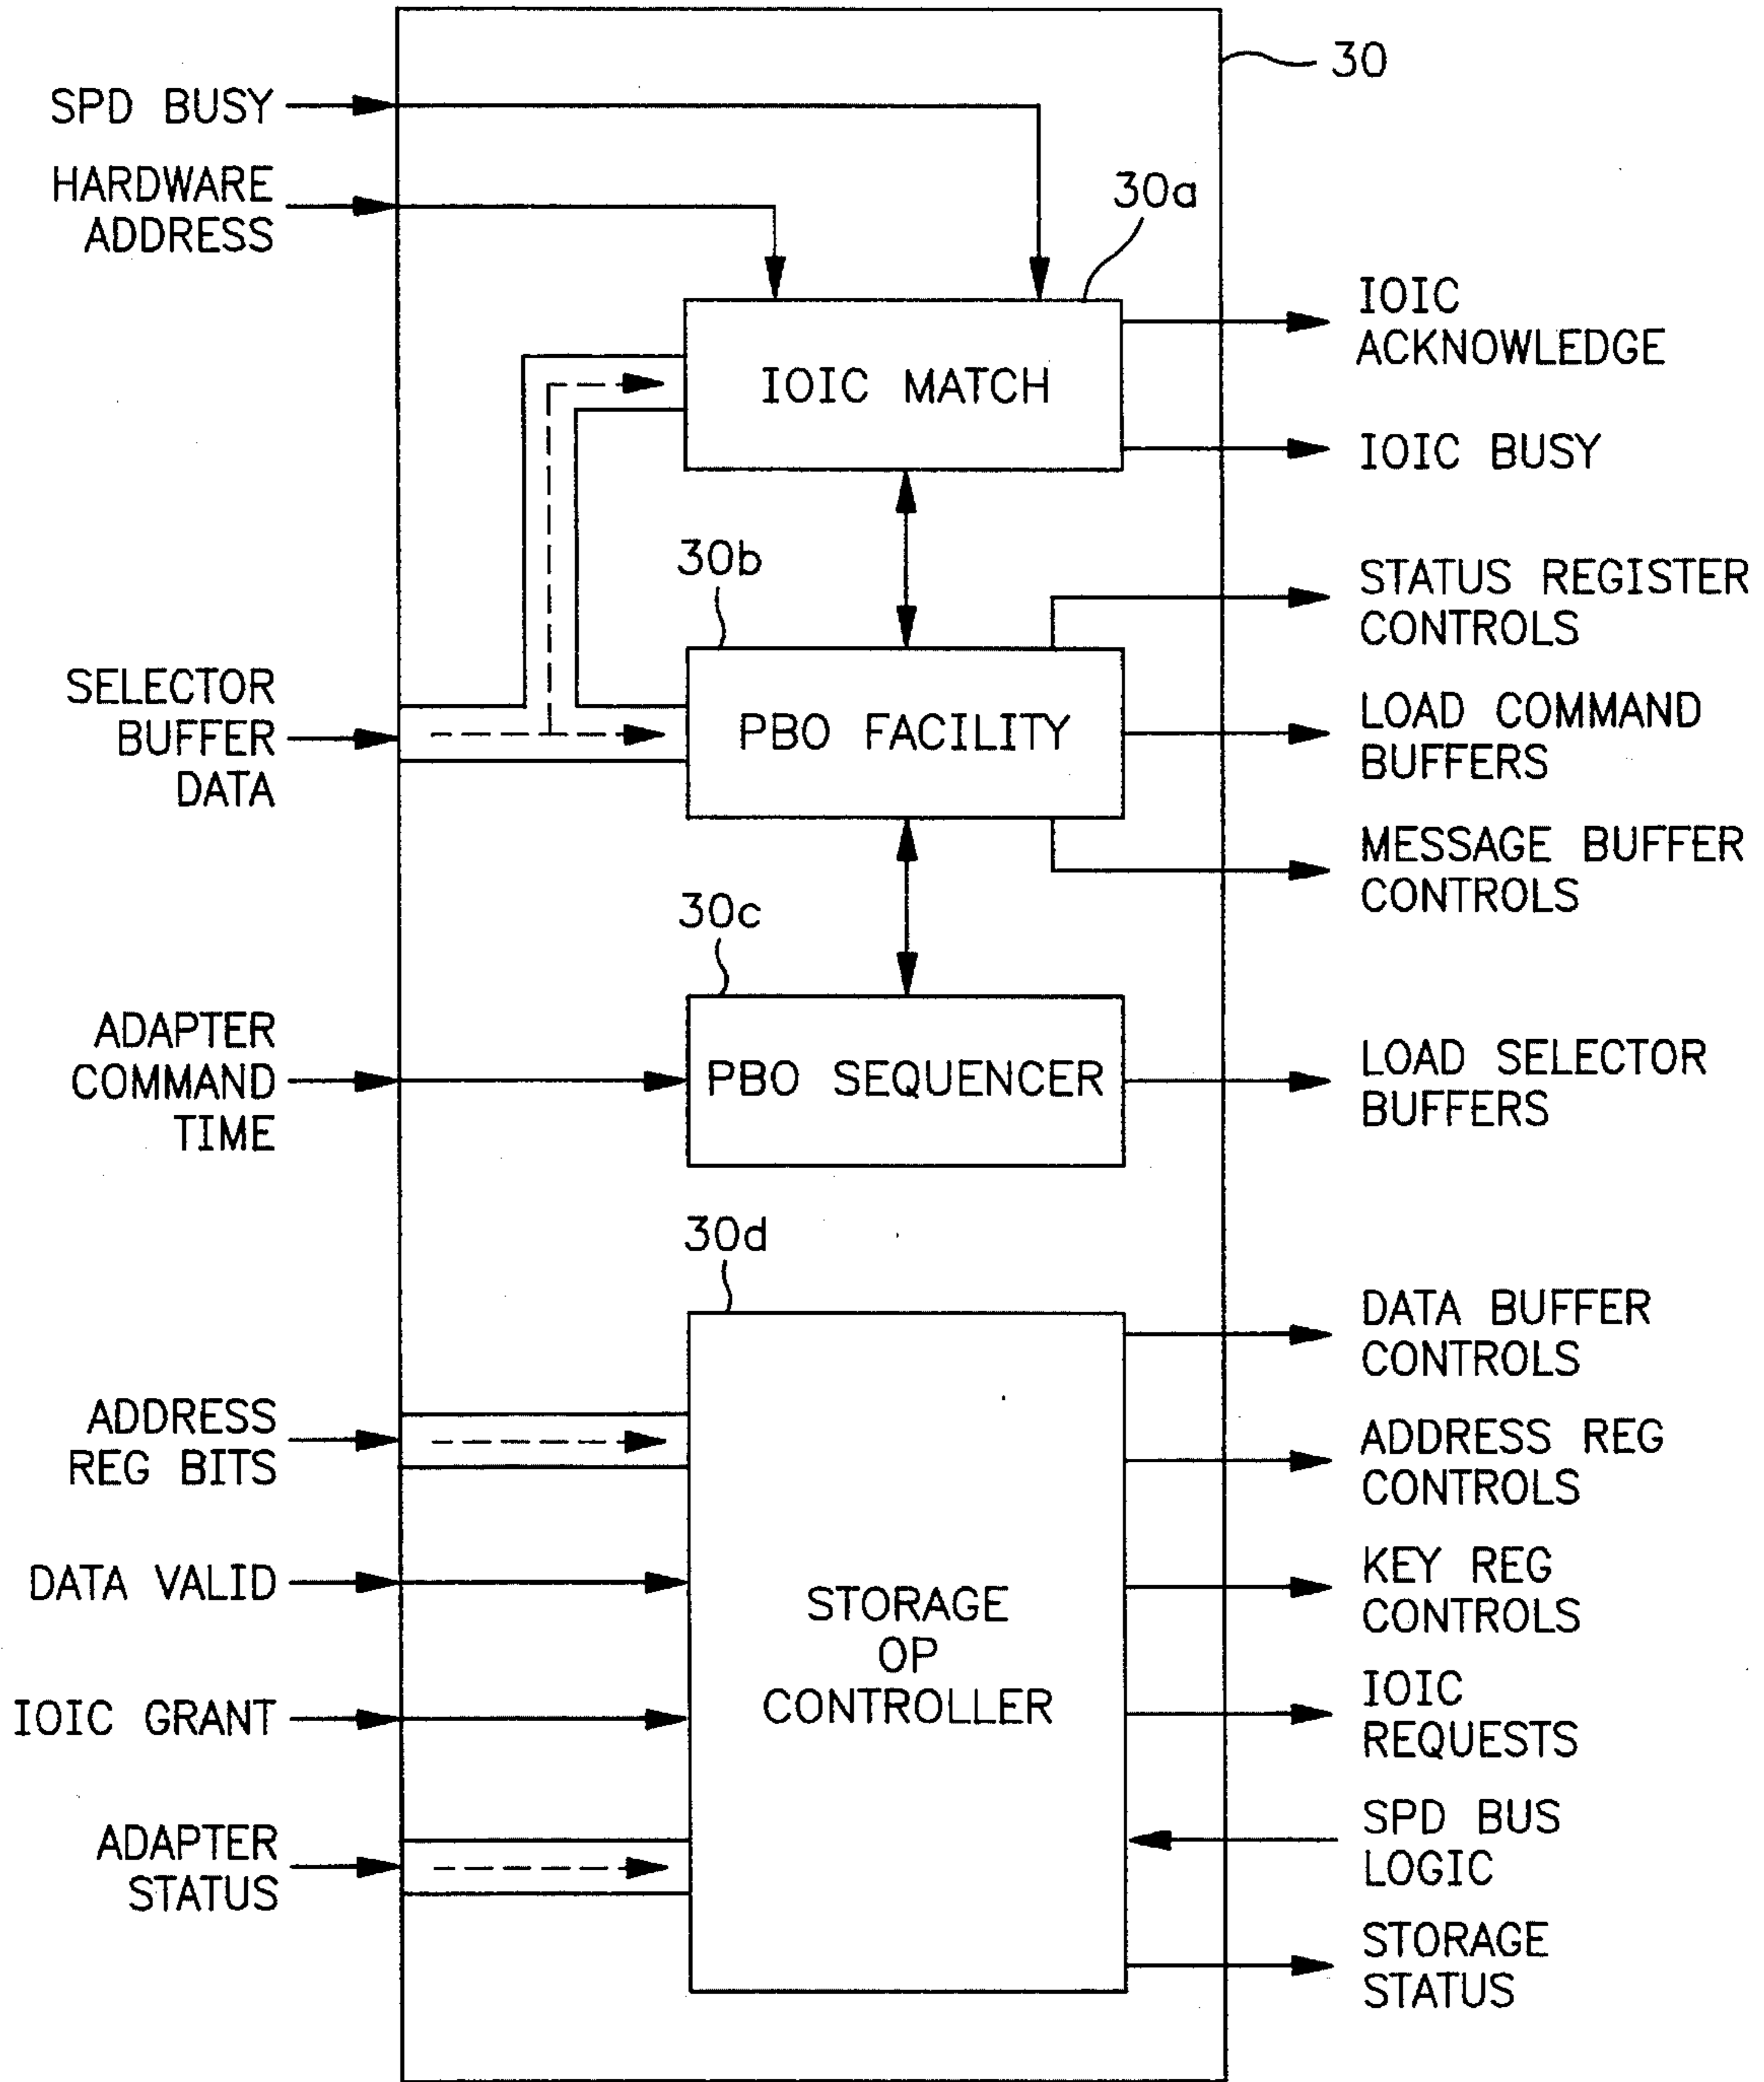 30
SPD BUSY
HARDWARE
ADDRESS
30a
IOIC
ACKNOWLEDGE
IOIC MATCH
IOIC BUSY
30b
STATUS REGISTER
CONTROLS
SELECTOR
BUFFER
DATA
PBO FACILITY
LOAD COMMAND
BUFFERS
MESSAGE BUFFER
CONTROLS
30c
ADAPTER
COMMAND
TIME
PBO SEQUENCER
LOAD SELECTOR
BUFFERS
30d
DATA BUFFER
CONTROLS
ADDRESS
REG BITS
ADDRESS REG
CONTROLS
DATA VALID
KEY REG
CONTROLS
STORAGE
OP
CONTROLLER
IOIC GRANT
IOIC
REQUESTS
ADAPTER
STATUS
SPD BUS
LOGIC
STORAGE
STATUS